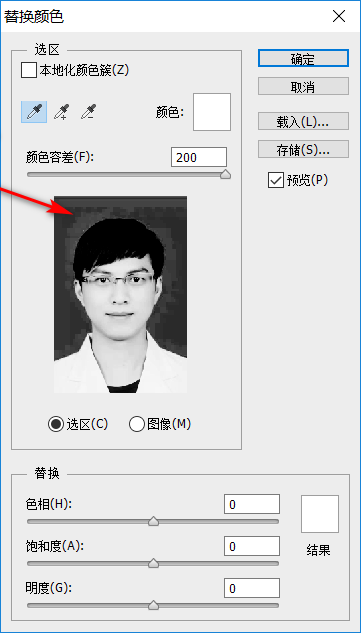 替换颜色
选区
确定
本地化颜色簇(Z)
取消
颜色:
载入(L)...
存储(S)...
颜色容差(F): 200
预览(P)
选区(C) 图像(M)
替换
色相(H): 0
饱和度(A): 0
结果
明度(G): 0